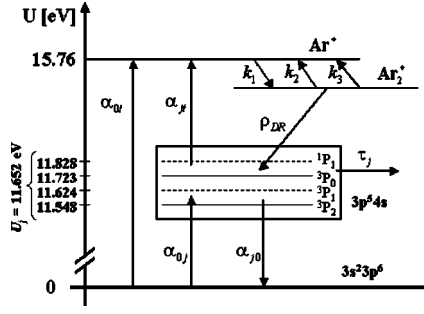 U [eV]
Ar⁺
15.76
k₁ k₂ k₃ Ar₂⁺
α₀ᵢ αⱼᵢ
ρ_DR
Uⱼ = 11.652 eV
11.828 ¹P₁ τⱼ
11.723 ³P₀
11.624 ³P₁ 3p⁵4s
11.548 ³P₂
α₀ⱼ αⱼ₀
3s²3p⁶
0